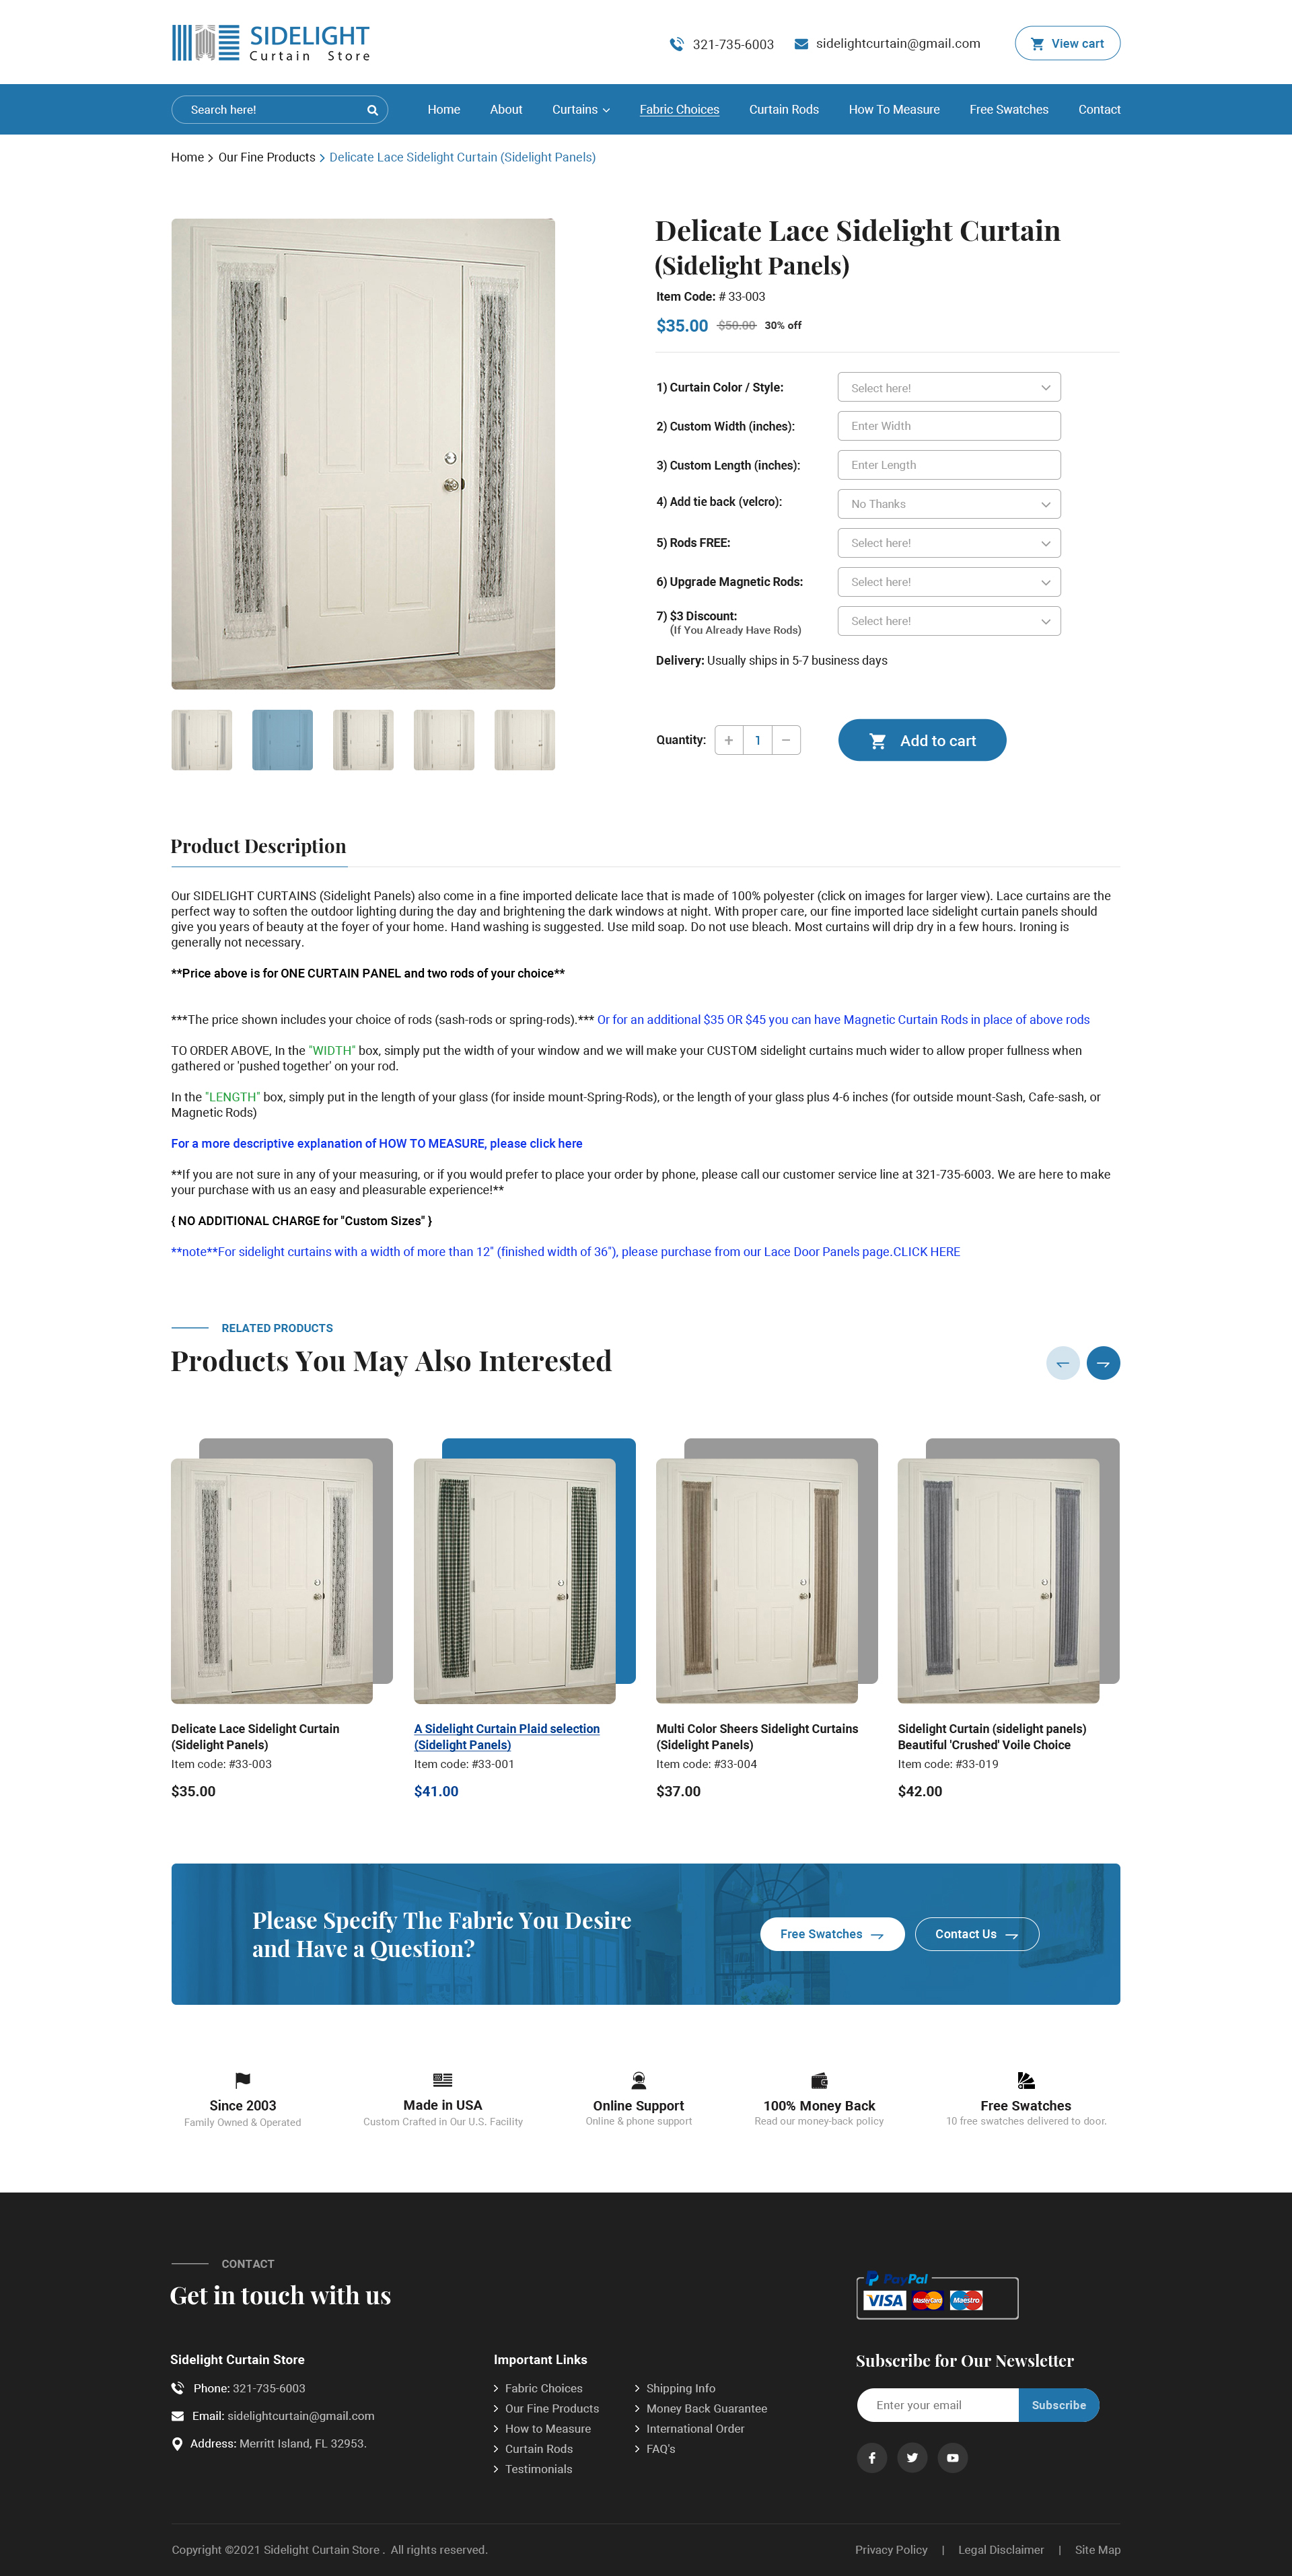 SIDELIGHT
Curtain Store
321-735-6003
sidelightcurtain@gmail.com
View cart
Search here!
Home
About
Curtains
Fabric Choices
Curtain Rods
How To Measure
Free Swatches
Contact
Home > Our Fine Products > Delicate Lace Sidelight Curtain (Sidelight Panels)
Delicate Lace Sidelight Curtain
(Sidelight Panels)
Item Code: # 33-003
$35.00 $50.00 30% off
1) Curtain Color / Style:
Select here!
2) Custom Width (inches):
Enter Width
3) Custom Length (inches):
Enter Length
4) Add tie back (velcro):
No Thanks
5) Rods FREE:
Select here!
6) Upgrade Magnetic Rods:
Select here!
7) $3 Discount:
(If You Already Have Rods)
Select here!
Delivery: Usually ships in 5-7 business days
Quantity: + 1 −
Add to cart
Product Description
Our SIDELIGHT CURTAINS (Sidelight Panels) also come in a fine imported delicate lace that is made of 100% polyester (click on images for larger view). Lace curtains are the
perfect way to soften the outdoor lighting during the day and brightening the dark windows at night. With proper care, our fine imported lace sidelight curtain panels should
give you years of beauty at the foyer of your home. Hand washing is suggested. Use mild soap. Do not use bleach. Most curtains will drip dry in a few hours. Ironing is
generally not necessary.
**Price above is for ONE CURTAIN PANEL and two rods of your choice**
***The price shown includes your choice of rods (sash-rods or spring-rods).*** Or for an additional $35 OR $45 you can have Magnetic Curtain Rods in place of above rods
TO ORDER ABOVE, In the "WIDTH" box, simply put the width of your window and we will make your CUSTOM sidelight curtains much wider to allow proper fullness when
gathered or 'pushed together' on your rod.
In the "LENGTH" box, simply put in the length of your glass (for inside mount-Spring-Rods), or the length of your glass plus 4-6 inches (for outside mount-Sash, Cafe-sash, or
Magnetic Rods)
For a more descriptive explanation of HOW TO MEASURE, please click here
**If you are not sure in any of your measuring, or if you would prefer to place your order by phone, please call our customer service line at 321-735-6003. We are here to make
your purchase with us an easy and pleasurable experience!**
{ NO ADDITIONAL CHARGE for "Custom Sizes" }
**note**For sidelight curtains with a width of more than 12" (finished width of 36"), please purchase from our Lace Door Panels page.CLICK HERE
RELATED PRODUCTS
Products You May Also Interested
Delicate Lace Sidelight Curtain
(Sidelight Panels)
Item code: #33-003
$35.00
A Sidelight Curtain Plaid selection
(Sidelight Panels)
Item code: #33-001
$41.00
Multi Color Sheers Sidelight Curtains
(Sidelight Panels)
Item code: #33-004
$37.00
Sidelight Curtain (sidelight panels)
Beautiful 'Crushed' Voile Choice
Item code: #33-019
$42.00
Please Specify The Fabric You Desire
and Have a Question?
Free Swatches
Contact Us
Since 2003
Family Owned & Operated
Made in USA
Custom Crafted in Our U.S. Facility
Online Support
Online & phone support
100% Money Back
Read our money-back policy
Free Swatches
10 free swatches delivered to door.
CONTACT
Get in touch with us
PayPal
VISA MasterCard Maestro
Sidelight Curtain Store
Phone: 321-735-6003
Email: sidelightcurtain@gmail.com
Address: Merritt Island, FL 32953.
Important Links
Fabric Choices
Our Fine Products
How to Measure
Curtain Rods
Testimonials
Shipping Info
Money Back Guarantee
International Order
FAQ's
Subscribe for Our Newsletter
Enter your email
Subscribe
Copyright ©2021 Sidelight Curtain Store . All rights reserved.
Privacy Policy | Legal Disclaimer | Site Map